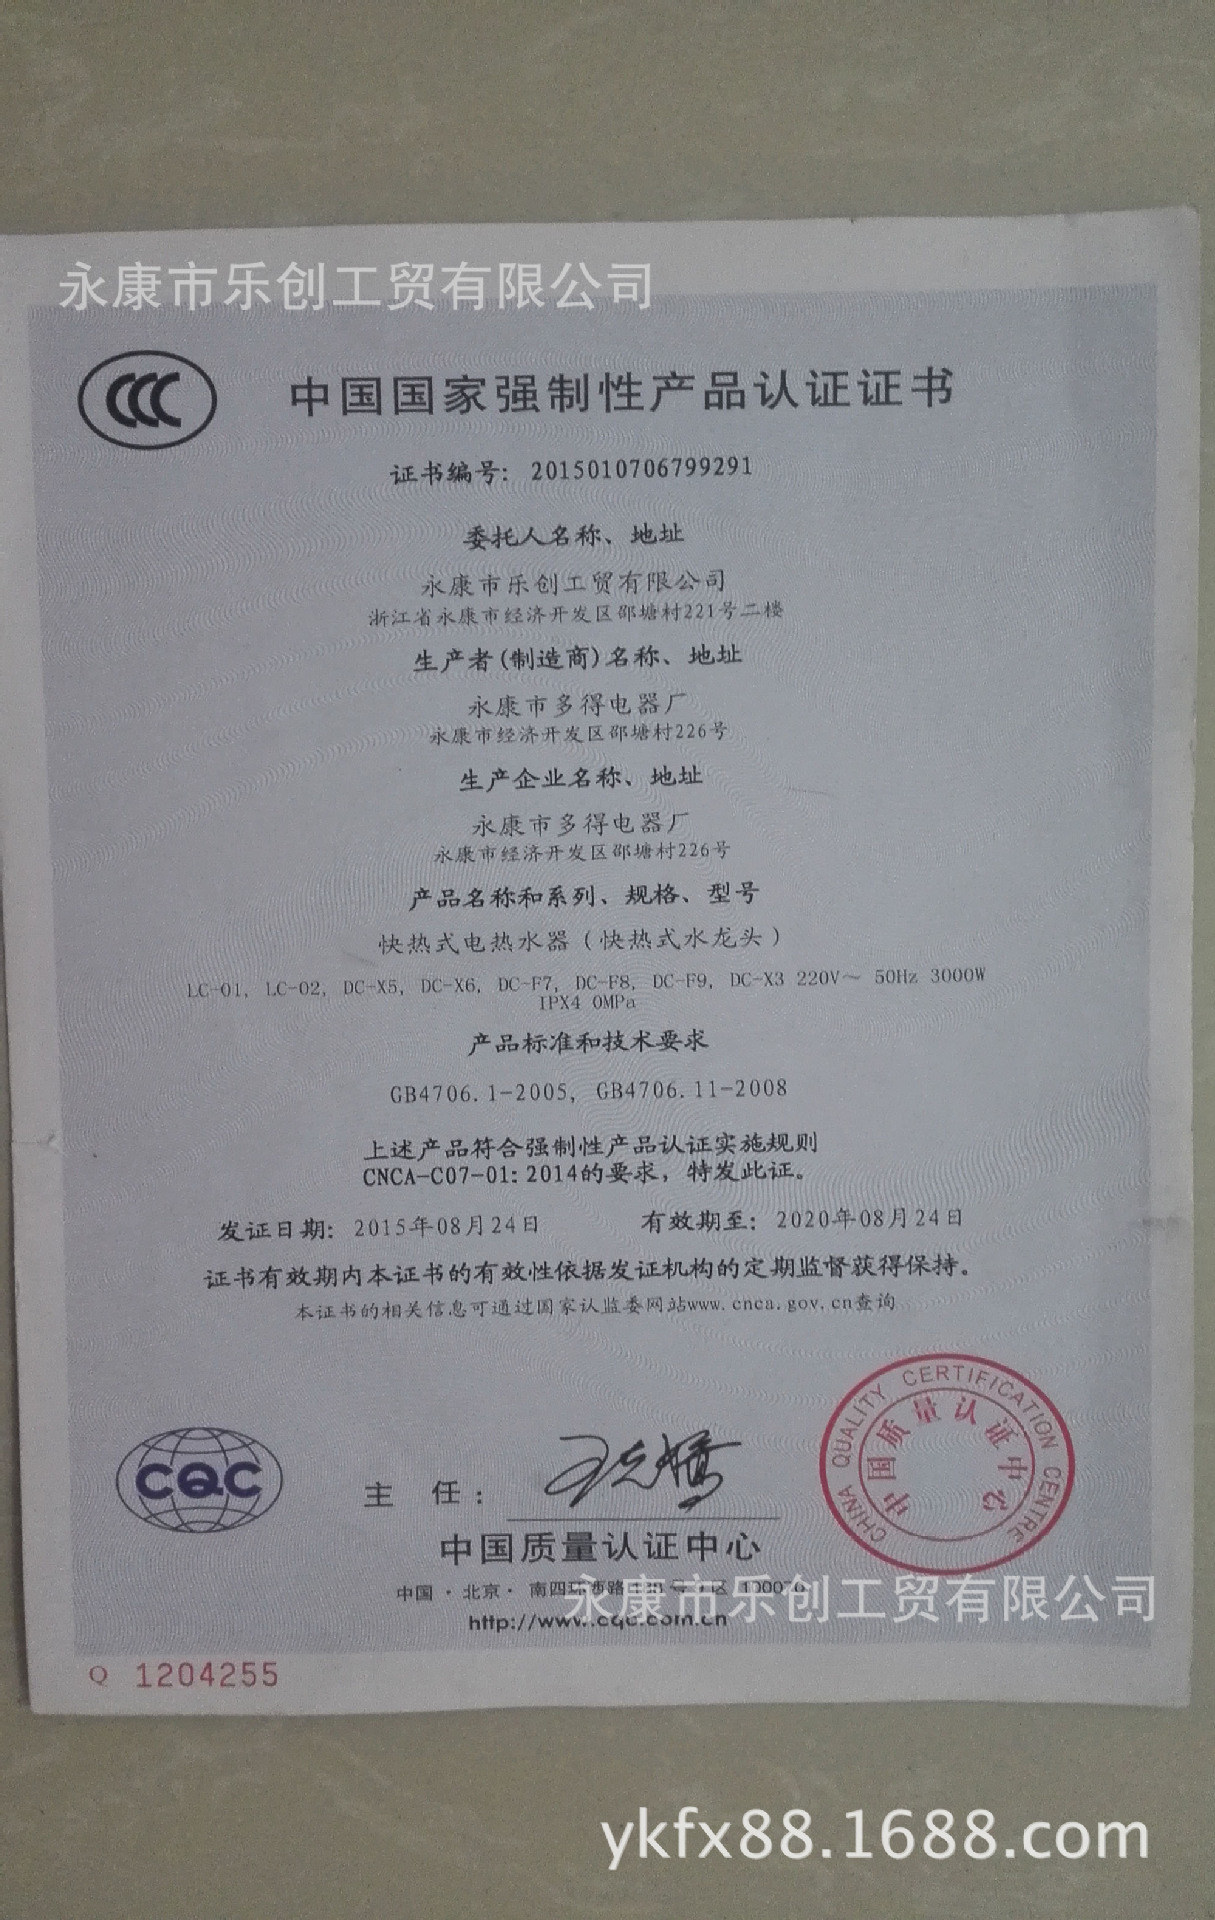 永康市乐创工贸有限公司
CCC
中国国家强制性产品认证证书
证书编号: 2015010706799291
委托人名称、地址
永康市乐创工贸有限公司
浙江省永康市经济开发区邵塘村221号二楼
生产者(制造商)名称、地址
永康市多得电器厂
永康市经济开发区邵塘村226号
生产企业名称、地址
永康市多得电器厂
永康市经济开发区邵塘村226号
产品名称和系列、规格、型号
快热式电热水器(快热式水龙头)
LC-01, LC-02, DC-X5, DC-X6, DC-F7, DC-F8, DC-F9, DC-X3 220V~ 50Hz 3000W
IPX4 0MPa
产品标准和技术要求
GB4706.1-2005, GB4706.11-2008
上述产品符合强制性产品认证实施规则
CNCA-C07-01:2014的要求，特发此证。
发证日期: 2015年08月24日 有效期至: 2020年08月24日
证书有效期内本证书的有效性依据发证机构的定期监督获得保持。
本证书的相关信息可通过国家认监委网站www.cnca.gov.cn查询
CQC
主 任:
CHINA QUALITY CERTIFICATION CENTRE
中国质量认证中心
中国质量认证中心
中国·北京·南四环西路188号9区 100070
永康市乐创工贸有限公司
http://www.cqc.com.cn
Q 1204255
ykfx88.1688.com